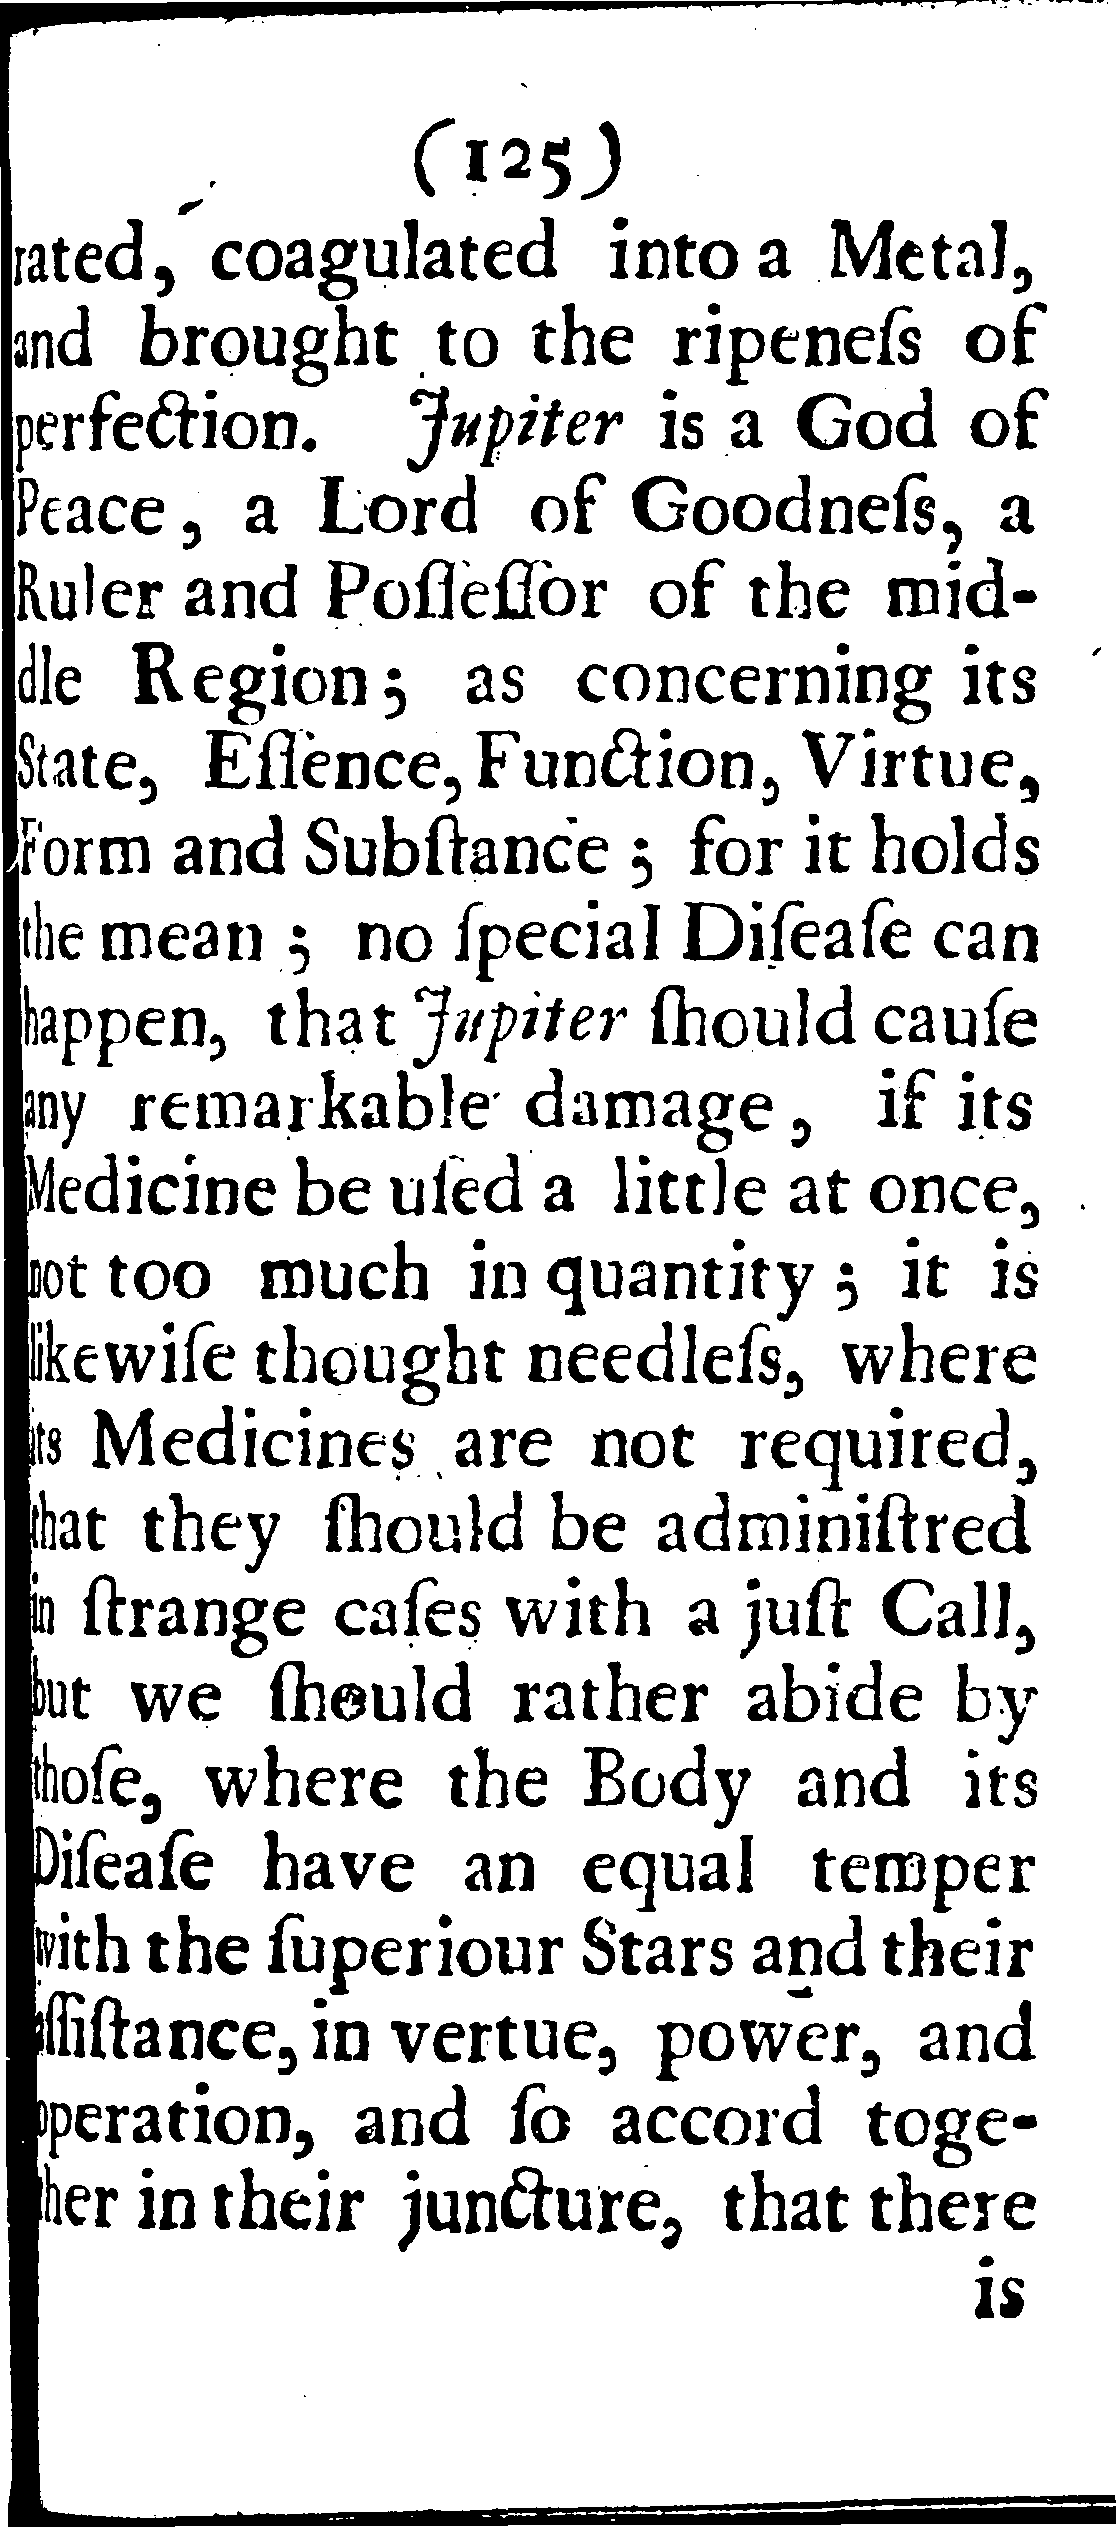 (125)
rated, coagulated into a Metal,
and brought to the ripeneſs of
perfection. Jupiter is a God of
Peace, a Lord of Goodneſs, a
Ruler and Poſſeſſor of the mid-
dle Region; as concerning its
State, Eſſence, Function, Virtue,
Form and Subſtance; for it holds
the mean; no ſpecial Diſeaſe can
happen, that Jupiter ſhould cauſe
any remarkable damage, if its
Medicine be uſed a little at once,
not too much in quantity; it is
likewiſe thought needleſs, where
its Medicines are not required,
that they ſhould be adminiſtred
in ſtrange caſes with a juſt Call,
but we ſhould rather abide by
thoſe, where the Body and its
Diſeaſe have an equal temper
with the ſuperiour Stars and their
aſſiſtance, in vertue, power, and
operation, and ſo accord toge-
ther in their juncture, that there
is